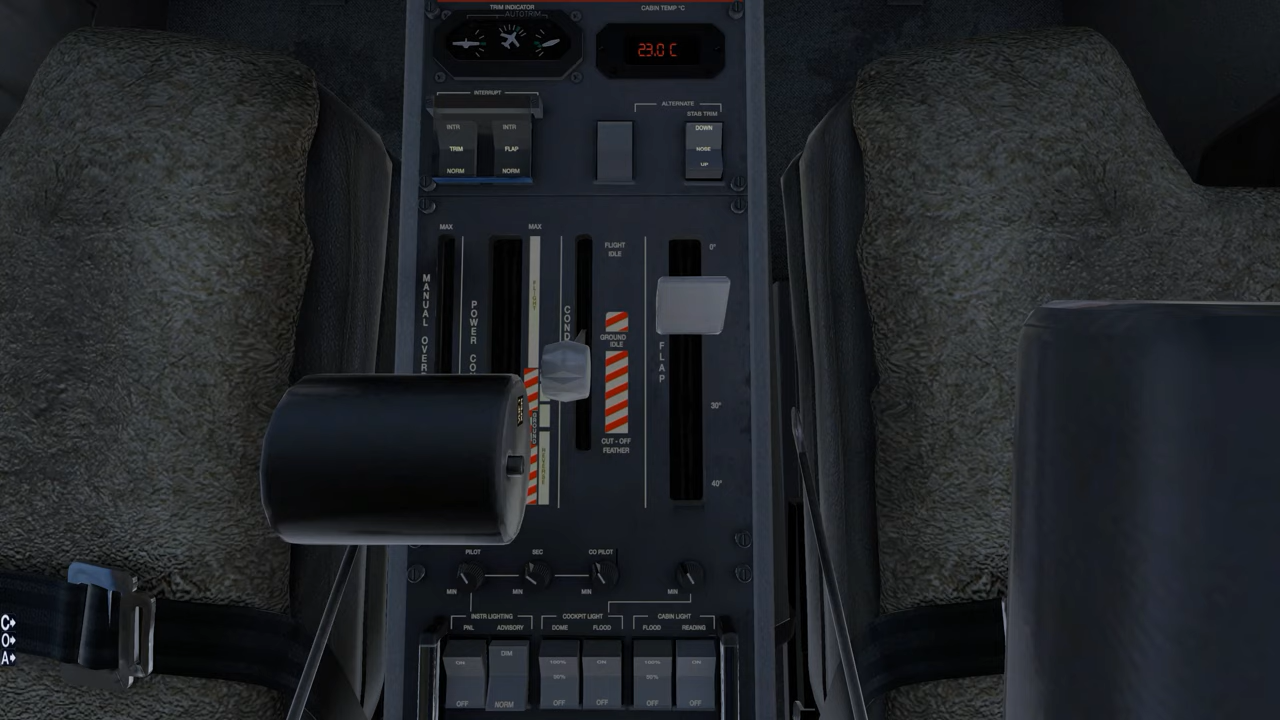 TRIM INDICATOR
AUTOTRIM
CABIN TEMP °C
23.0 C
INTERRUPT
ALTERNATE
STAB TRIM
INTR
INTR
DOWN
TRIM
FLAP
NOSE
NORM
NORM
UP
MAX
MAX
FLIGHT
IDLE
0°
MANUAL
POWER
COND
FLIGHT
GROUND
IDLE
FLAP
30°
CUT - OFF
FEATHER
40°
PILOT
SEC
CO PILOT
MIN
MIN
MIN
MIN
INSTR LIGHTING
COCKPIT LIGHT
CABIN LIGHT
PNL
ADVISORY
DOME
FLOOD
FLOOD
READING
ON
DIM
100%
ON
100%
ON
50%
50%
OFF
NORM
OFF
OFF
OFF
OFF
C
O
A